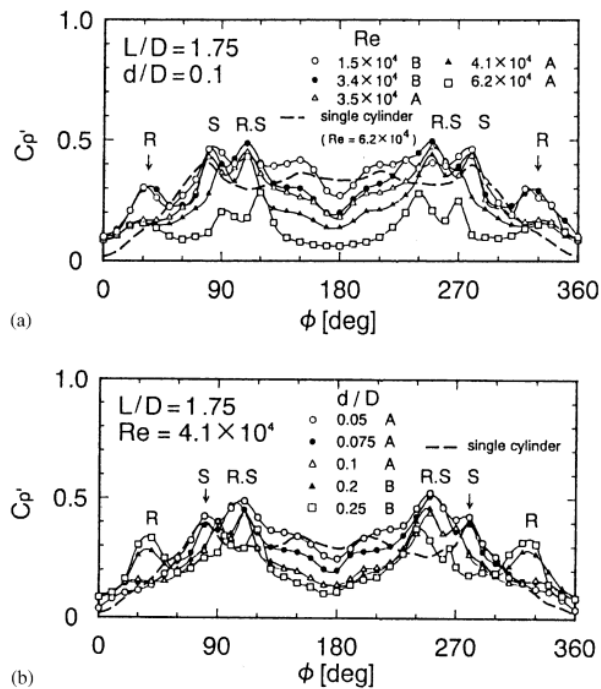 L/D = 1.75
d/D = 0.1
Re
1.5×10⁴ B
3.4×10⁴ B
3.5×10⁴ A
4.1×10⁴ A
6.2×10⁴ A
single cylinder
( Re = 6.2×10⁴ )
R S R.S R.S S R
1.0
0.5
0
Cp'
0 90 180 270 360
ϕ [deg]
(a)
L/D = 1.75
Re = 4.1×10⁴
d/D
0.05 A
0.075 A
0.1 A
0.2 B
0.25 B
single cylinder
R S R.S R.S S R
1.0
0.5
0
Cp'
0 90 180 270 360
ϕ [deg]
(b)